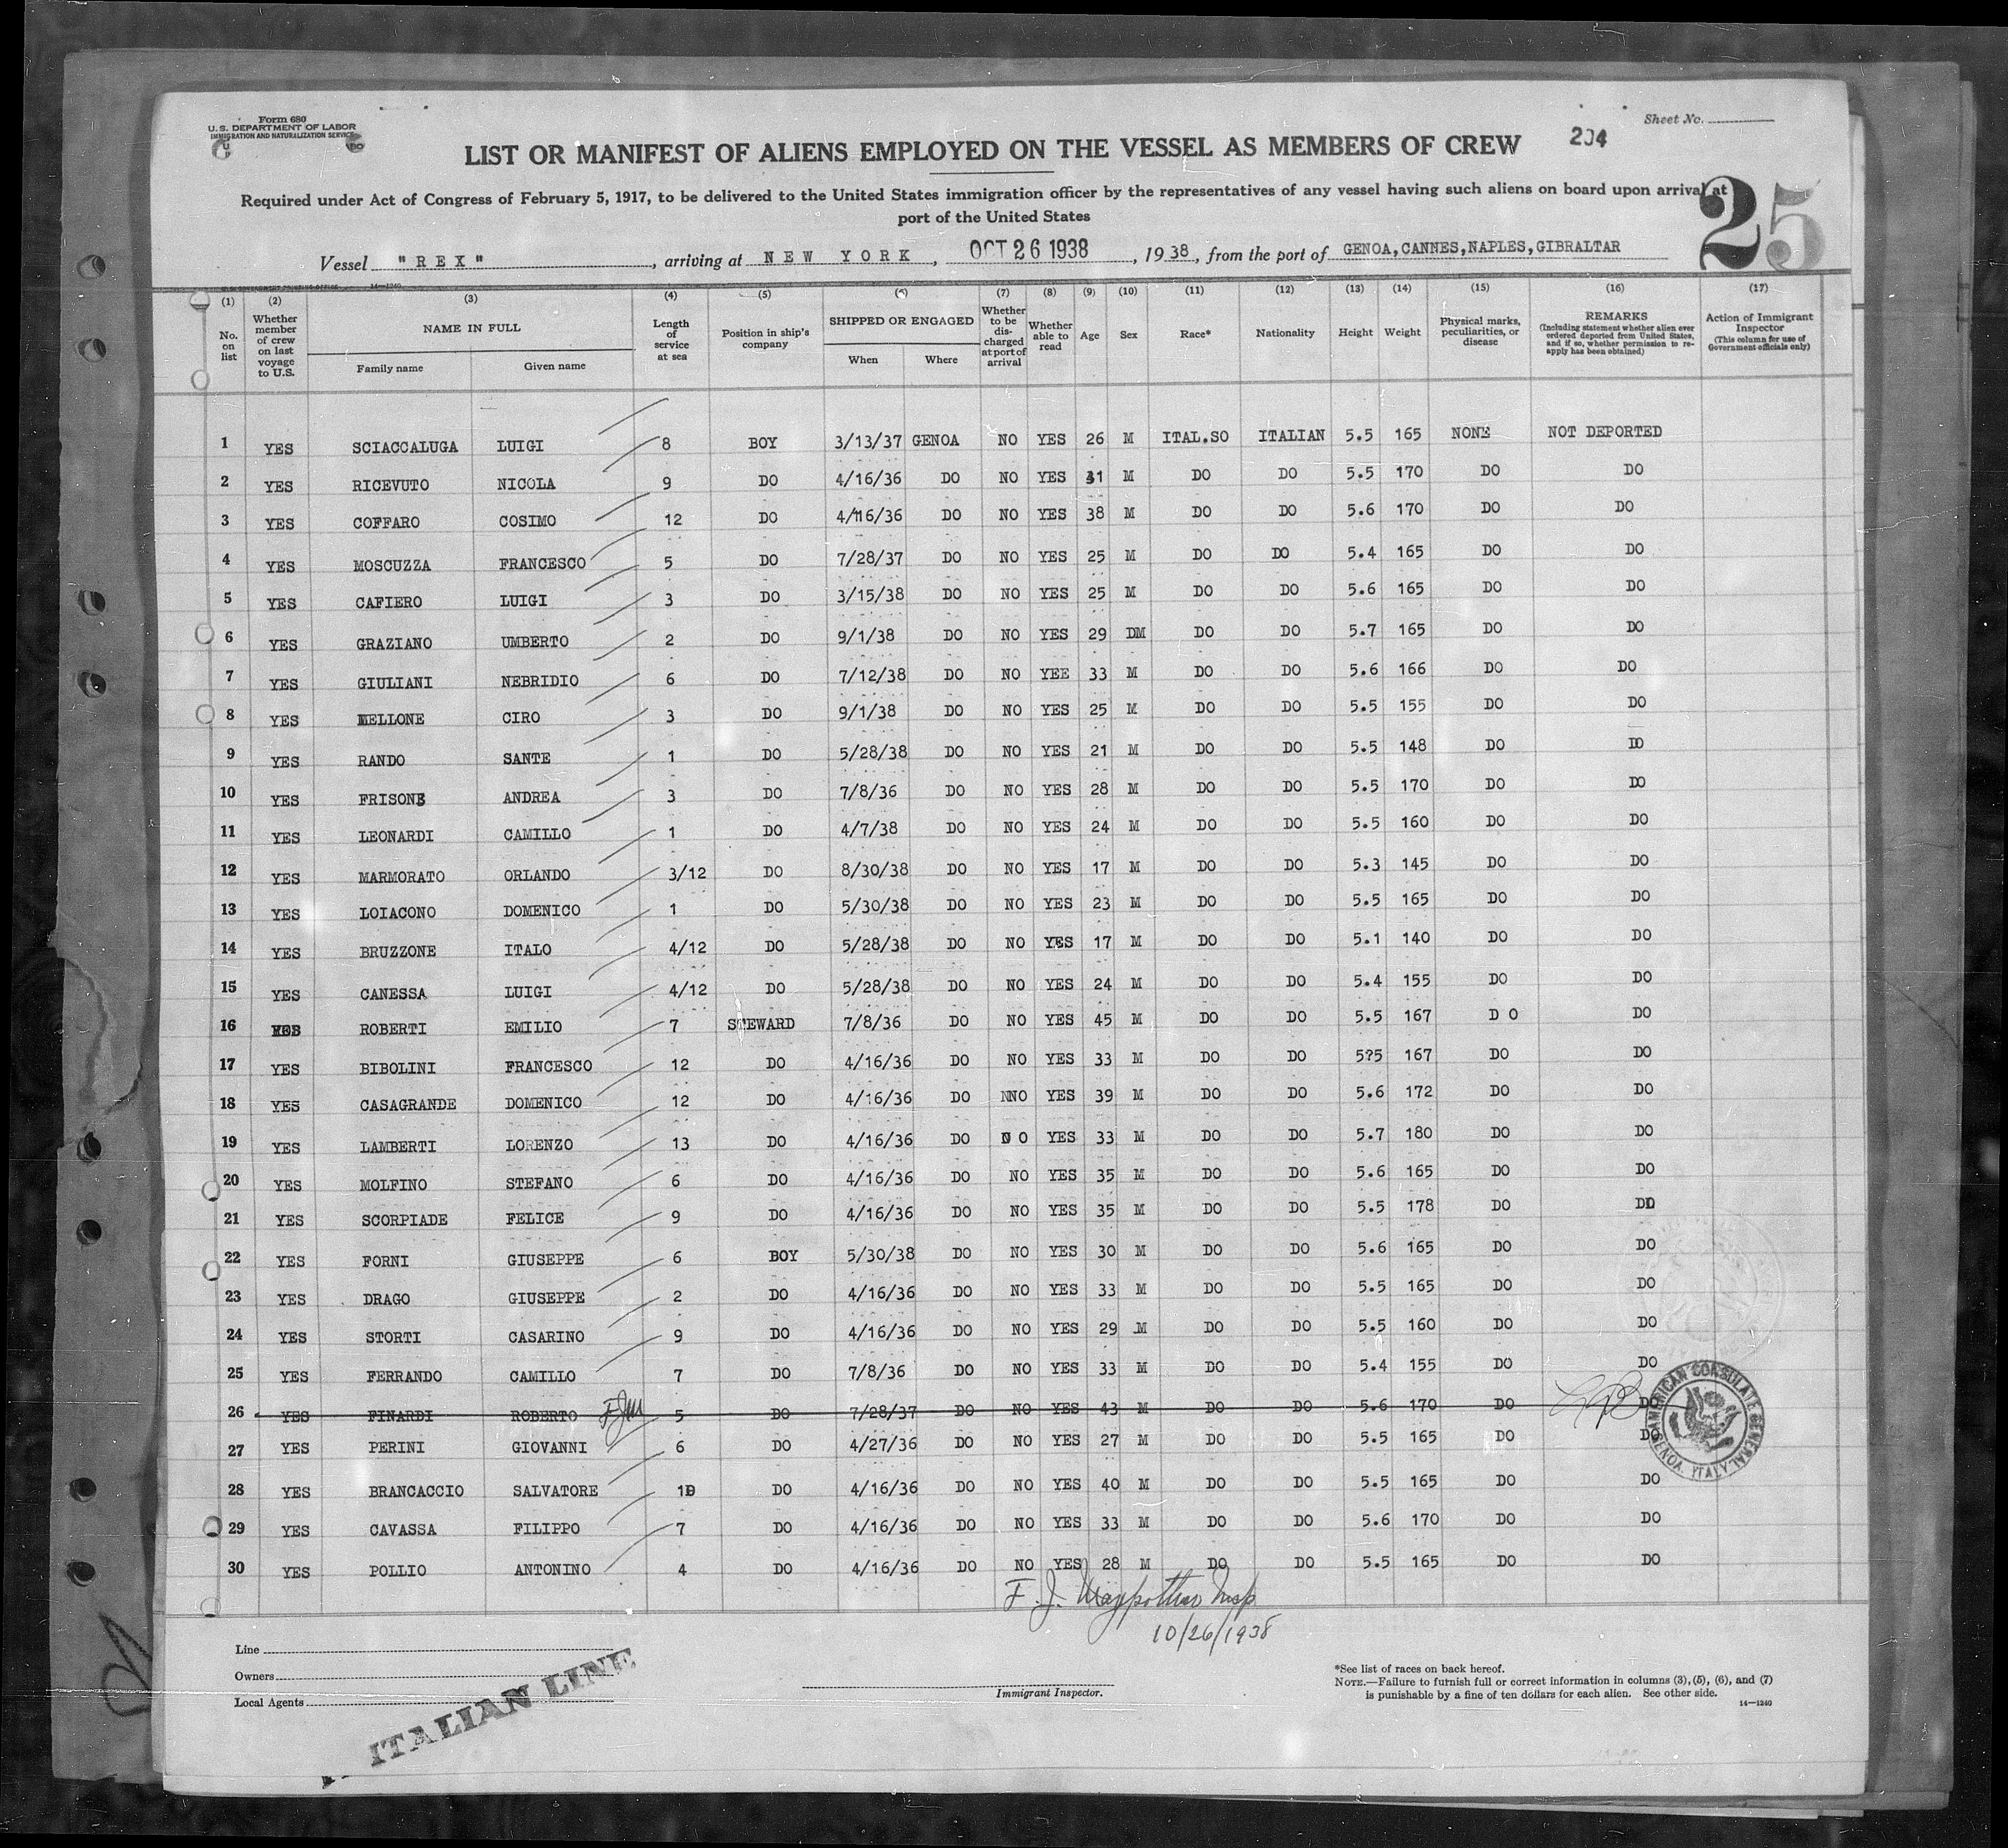 Form 680
U.S. DEPARTMENT OF LABOR
IMMIGRATION AND NATURALIZATION SERVICE
Sheet No.
204
LIST OR MANIFEST OF ALIENS EMPLOYED ON THE VESSEL AS MEMBERS OF CREW
25
Required under Act of Congress of February 5, 1917, to be delivered to the United States immigration officer by the representatives of any vessel having such aliens on board upon arrival at
port of the United States
Vessel "REX", arriving at NEW YORK, OCT 26 1938, 1938, from the port of GENOA,CANNES,NAPLES,GIBRALTAR
14—1240
(1) (2) (3) (4) (5) (6) (7) (8) (9) (10) (11) (12) (13) (14) (15) (16) (17)
No. on list
Whether member of crew on last voyage to U.S.
NAME IN FULL
Family name
Given name
Length of service at sea
Position in ship's company
SHIPPED OR ENGAGED
When
Where
Whether to be discharged at port of arrival
Whether able to read
Age
Sex
Race*
Nationality
Height
Weight
Physical marks, peculiarities, or disease
REMARKS
(Including statement whether alien ever ordered deported from United States, and if so, whether permission to reapply has been obtained)
Action of Immigrant Inspector
(This column for use of Government officials only)
1 YES SCIACCALUGA LUIGI 8 BOY 3/13/37 GENOA NO YES 26 M ITAL.SO ITALIAN 5.5 165 NONE NOT DEPORTED
2 YES RICEVUTO NICOLA 9 DO 4/16/36 DO NO YES 31 M DO DO 5.5 170 DO DO
3 YES COFFARO COSIMO 12 DO 4/16/36 DO NO YES 38 M DO DO 5.6 170 DO DO
4 YES MOSCUZZA FRANCESCO 5 DO 7/28/37 DO NO YES 25 M DO DO 5.4 165 DO DO
5 YES CAFIERO LUIGI 3 DO 3/15/38 DO NO YES 25 M DO DO 5.6 165 DO DO
6 YES GRAZIANO UMBERTO 2 DO 9/1/38 DO NO YES 29 DM DO DO 5.7 165 DO DO
7 YES GIULIANI NEBRIDIO 6 DO 7/12/38 DO NO YEE 33 M DO DO 5.6 166 DO DO
8 YES MELLONE CIRO 3 DO 9/1/38 DO NO YES 25 M DO DO 5.5 155 DO DO
9 YES RANDO SANTE 1 DO 5/28/38 DO NO YES 21 M DO DO 5.5 148 DO DO
10 YES FRISONE ANDREA 3 DO 7/8/36 DO NO YES 28 M DO DO 5.5 170 DO DO
11 YES LEONARDI CAMILLO 1 DO 4/7/38 DO NO YES 24 M DO DO 5.5 160 DO DO
12 YES MARMORATO ORLANDO 3/12 DO 8/30/38 DO NO YES 17 M DO DO 5.3 145 DO DO
13 YES LOIACONO DOMENICO 1 DO 5/30/38 DO NO YES 23 M DO DO 5.5 165 DO DO
14 YES BRUZZONE ITALO 4/12 DO 5/28/38 DO NO YES 17 M DO DO 5.1 140 DO DO
15 YES CANESSA LUIGI 4/12 DO 5/28/38 DO NO YES 24 M DO DO 5.4 155 DO DO
16 YES ROBERTI EMILIO 7 STEWARD 7/8/36 DO NO YES 45 M DO DO 5.5 167 D O DO
17 YES BIBOLINI FRANCESCO 12 DO 4/16/36 DO NO YES 33 M DO DO 5?5 167 DO DO
18 YES CASAGRANDE DOMENICO 12 DO 4/16/36 DO NNO YES 39 M DO DO 5.6 172 DO DO
19 YES LAMBERTI LORENZO 13 DO 4/16/36 DO N O YES 33 M DO DO 5.7 180 DO DO
20 YES MOLFINO STEFANO 6 DO 4/16/36 DO NO YES 35 M DO DO 5.6 165 DO DO
21 YES SCORPIADE FELICE 9 DO 4/16/36 DO NO YES 35 M DO DO 5.5 178 DO DO
22 YES FORNI GIUSEPPE 6 BOY 5/30/38 DO NO YES 30 M DO DO 5.6 165 DO DO
23 YES DRAGO GIUSEPPE 2 DO 4/16/36 DO NO YES 33 M DO DO 5.5 165 DO DO
24 YES STORTI CASARINO 9 DO 4/16/36 DO NO YES 29 M DO DO 5.5 160 DO DO
25 YES FERRANDO CAMILLO 7 DO 7/8/36 DO NO YES 33 M DO DO 5.4 155 DO DO
26 YES FINARDI ROBERTO FJM 5 DO 7/28/37 DO NO YES 43 M DO DO 5.6 170 DO DO
27 YES PERINI GIOVANNI 6 DO 4/27/36 DO NO YES 27 M DO DO 5.5 165 DO DO
28 YES BRANCACCIO SALVATORE 10 DO 4/16/36 DO NO YES 40 M DO DO 5.5 165 DO DO
29 YES CAVASSA FILIPPO 7 DO 4/16/36 DO NO YES 33 M DO DO 5.6 170 DO DO
30 YES POLLIO ANTONINO 4 DO 4/16/36 DO NO YES 28 M DO DO 5.5 165 DO DO
AMERICAN CONSULATE GENERAL GENOA, ITALY
F. J. Insp
10/26/1938
Line
Owners
Local Agents
ITALIAN LINE
Immigrant Inspector.
*See list of races on back hereof.
NOTE.—Failure to furnish full or correct information in columns (3), (5), (6), and (7)
is punishable by a fine of ten dollars for each alien. See other side.
14—1240